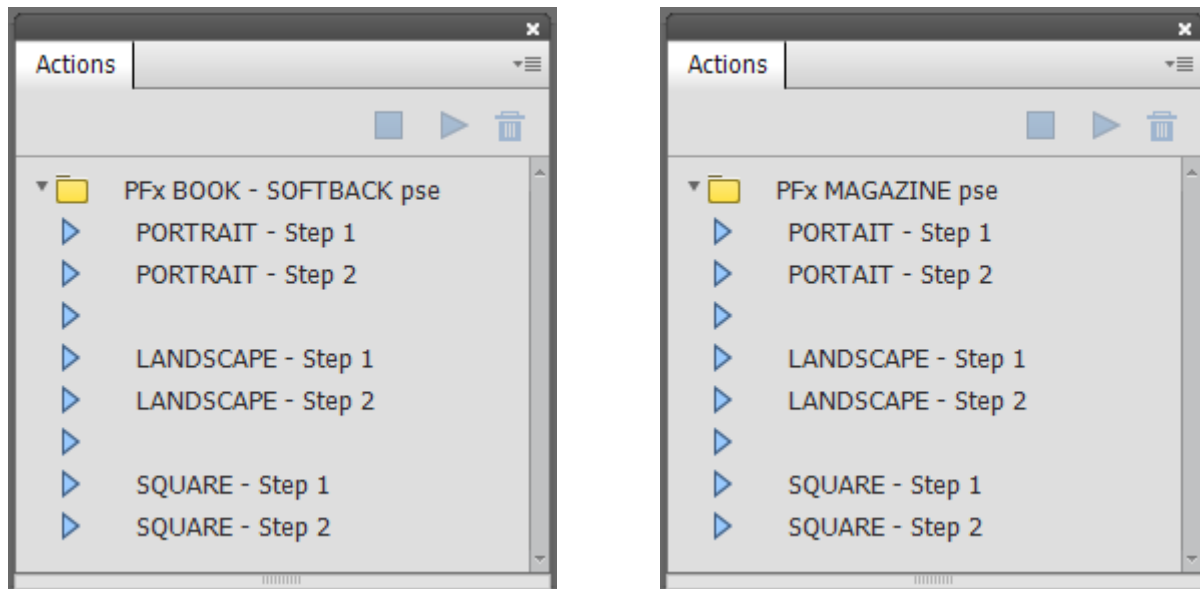 Actions
PFx BOOK - SOFTBACK pse
PORTRAIT - Step 1
PORTRAIT - Step 2
LANDSCAPE - Step 1
LANDSCAPE - Step 2
SQUARE - Step 1
SQUARE - Step 2
Actions
PFx MAGAZINE pse
PORTAIT - Step 1
PORTAIT - Step 2
LANDSCAPE - Step 1
LANDSCAPE - Step 2
SQUARE - Step 1
SQUARE - Step 2